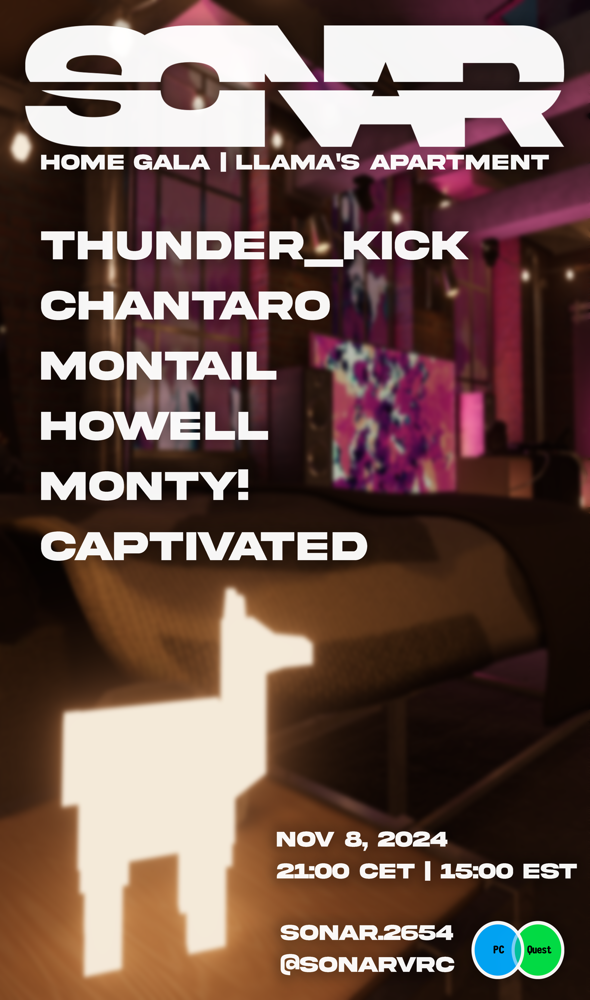 SONAR
HOME GALA | LLAMA'S APARTMENT
THUNDER_KICK
CHANTARO
MONTAIL
HOWELL
MONTY!
CAPTIVATED
NOV 8, 2024
21:00 CET | 15:00 EST
SONAR.2654
@SONARVRC
PC Quest